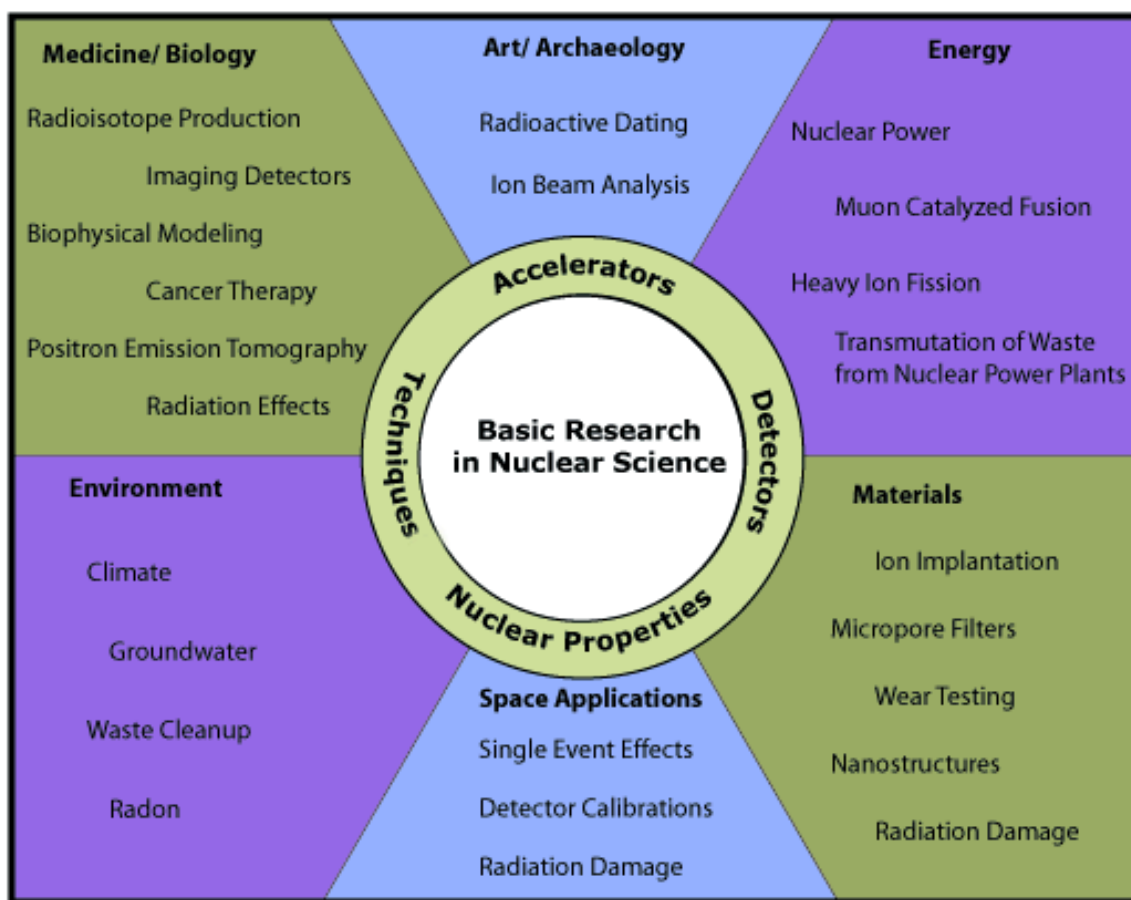 Medicine/ Biology
Radioisotope Production
Imaging Detectors
Biophysical Modeling
Cancer Therapy
Positron Emission Tomography
Radiation Effects
Art/ Archaeology
Radioactive Dating
Ion Beam Analysis
Energy
Nuclear Power
Muon Catalyzed Fusion
Heavy Ion Fission
Transmutation of Waste
from Nuclear Power Plants
Accelerators
Techniques
Detectors
Nuclear Properties
Basic Research
in Nuclear Science
Environment
Climate
Groundwater
Waste Cleanup
Radon
Space Applications
Single Event Effects
Detector Calibrations
Radiation Damage
Materials
Ion Implantation
Micropore Filters
Wear Testing
Nanostructures
Radiation Damage